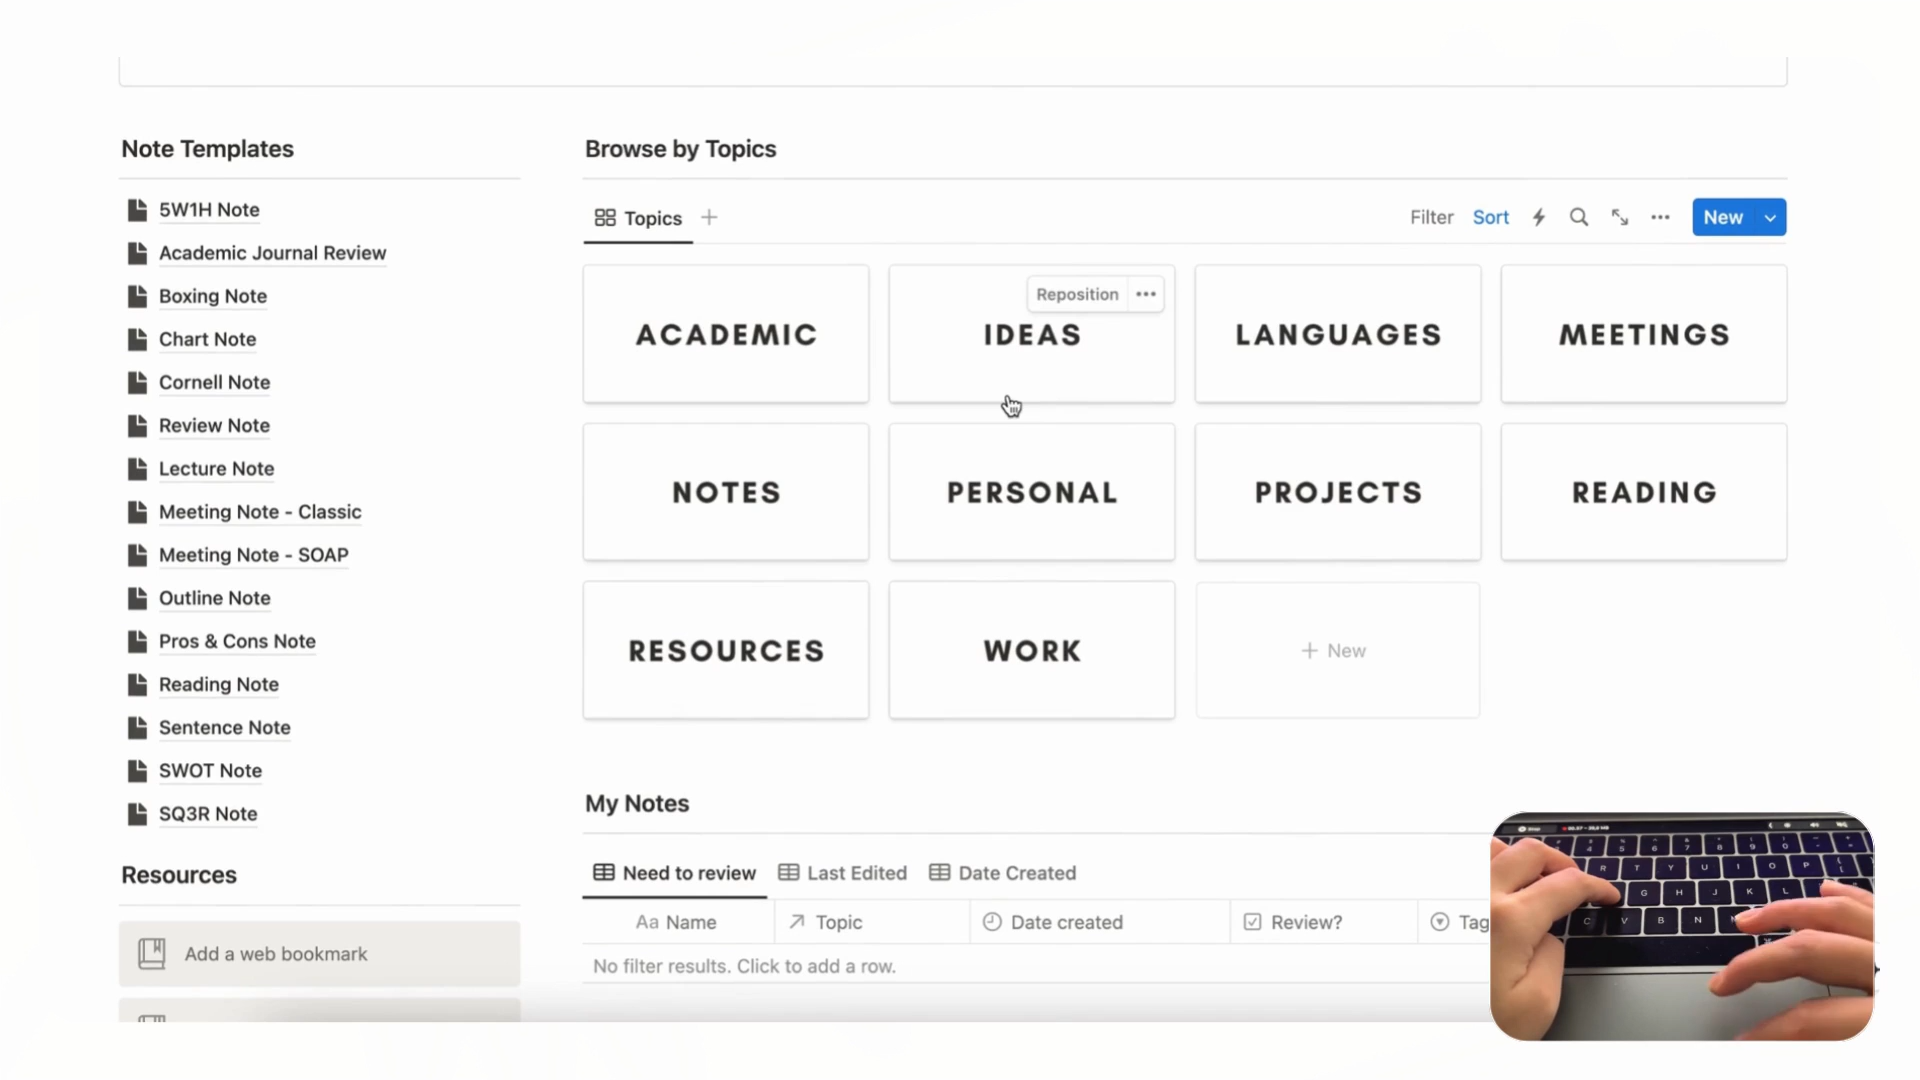 Note Templates
5W1H Note
Academic Journal Review
Boxing Note
Chart Note
Cornell Note
Review Note
Lecture Note
Meeting Note - Classic
Meeting Note - SOAP
Outline Note
Pros & Cons Note
Reading Note
Sentence Note
SWOT Note
SQ3R Note
Resources
Add a web bookmark
Browse by Topics
Topics
Filter Sort New
ACADEMIC
Reposition
IDEAS
LANGUAGES
MEETINGS
NOTES
PERSONAL
PROJECTS
READING
RESOURCES
WORK
+ New
My Notes
Need to review Last Edited Date Created
Aa Name Topic Date created Review? Tag
No filter results. Click to add a row.
R T Y U I O P
G H J K L
C V B N